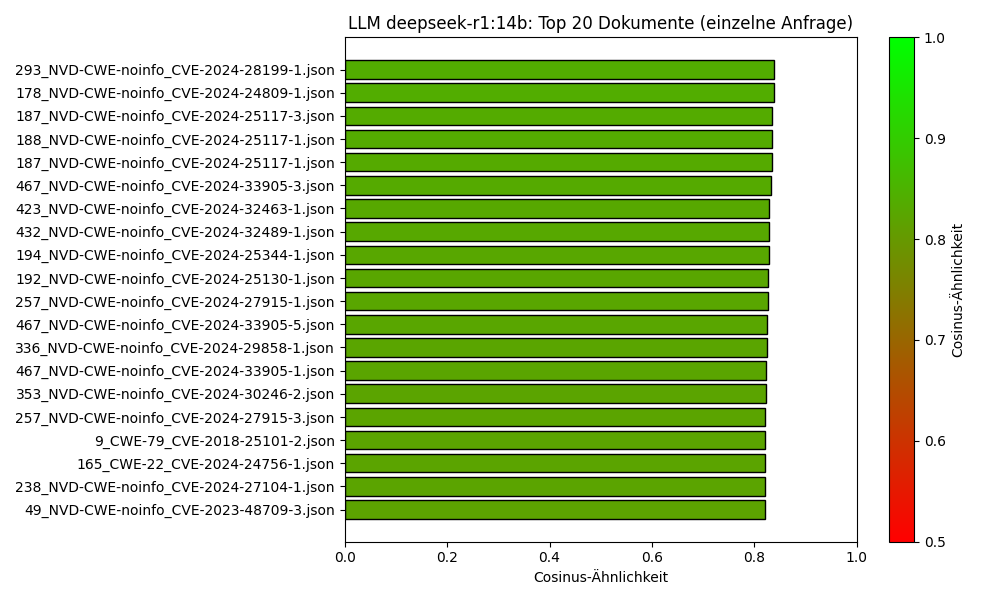 LLM deepseek-r1:14b: Top 20 Dokumente (einzelne Anfrage)
293_NVD-CWE-noinfo_CVE-2024-28199-1.json
178_NVD-CWE-noinfo_CVE-2024-24809-1.json
187_NVD-CWE-noinfo_CVE-2024-25117-3.json
188_NVD-CWE-noinfo_CVE-2024-25117-1.json
187_NVD-CWE-noinfo_CVE-2024-25117-1.json
467_NVD-CWE-noinfo_CVE-2024-33905-3.json
423_NVD-CWE-noinfo_CVE-2024-32463-1.json
432_NVD-CWE-noinfo_CVE-2024-32489-1.json
194_NVD-CWE-noinfo_CVE-2024-25344-1.json
192_NVD-CWE-noinfo_CVE-2024-25130-1.json
257_NVD-CWE-noinfo_CVE-2024-27915-1.json
467_NVD-CWE-noinfo_CVE-2024-33905-5.json
336_NVD-CWE-noinfo_CVE-2024-29858-1.json
467_NVD-CWE-noinfo_CVE-2024-33905-1.json
353_NVD-CWE-noinfo_CVE-2024-30246-2.json
257_NVD-CWE-noinfo_CVE-2024-27915-3.json
9_CWE-79_CVE-2018-25101-2.json
165_CWE-22_CVE-2024-24756-1.json
238_NVD-CWE-noinfo_CVE-2024-27104-1.json
49_NVD-CWE-noinfo_CVE-2023-48709-3.json
0.0 0.2 0.4 0.6 0.8 1.0
Cosinus-Ähnlichkeit
1.0
0.9
0.8
0.7
0.6
0.5
Cosinus-Ähnlichkeit